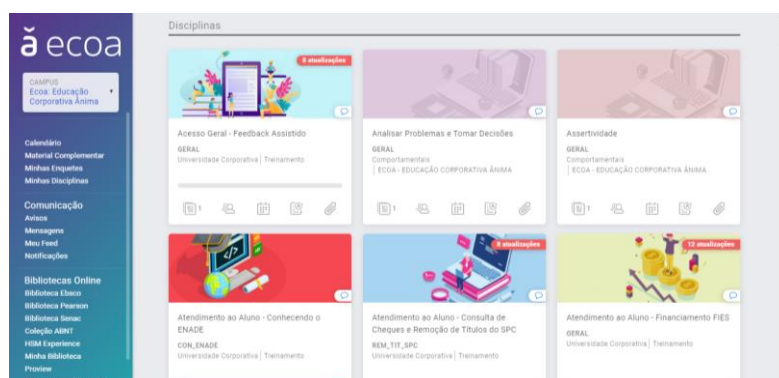 ă ecoa
CAMPUS
Ecoa: Educação
Corporativa Ânima
Calendário
Material Complementar
Minhas Enquetes
Minhas Disciplinas
Comunicação
Avisos
Mensagens
Meu Feed
Notificações
Bibliotecas Online
Biblioteca Ebsco
Biblioteca Pearson
Biblioteca Senac
Coleção ABNT
HSM Experience
Minha Biblioteca
Proview
Disciplinas
8 atualizações
Acesso Geral - Feedback Assistido
GERAL
Universidade Corporativa | Treinamento
1
Analisar Problemas e Tomar Decisões
GERAL
Comportamentais
| ECOA - EDUCAÇÃO CORPORATIVA ÂNIMA
1
Assertividade
GERAL
Comportamentais
| ECOA - EDUCAÇÃO CORPORATIVA ÂNIMA
1
Atendimento ao Aluno - Conhecendo o
ENADE
CON_ENADE
Universidade Corporativa | Treinamento
8 atualizações
Atendimento ao Aluno - Consulta de
Cheques e Remoção de Títulos do SPC
REM_TIT_SPC
Universidade Corporativa | Treinamento
12 atualizações
Atendimento ao Aluno - Financiamento FIES
GERAL
Universidade Corporativa | Treinamento